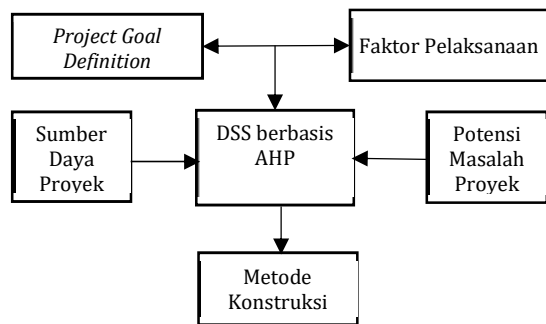 Project Goal
Definition
Faktor Pelaksanaan
Sumber
Daya
Proyek
DSS berbasis
AHP
Potensi
Masalah
Proyek
Metode
Konstruksi